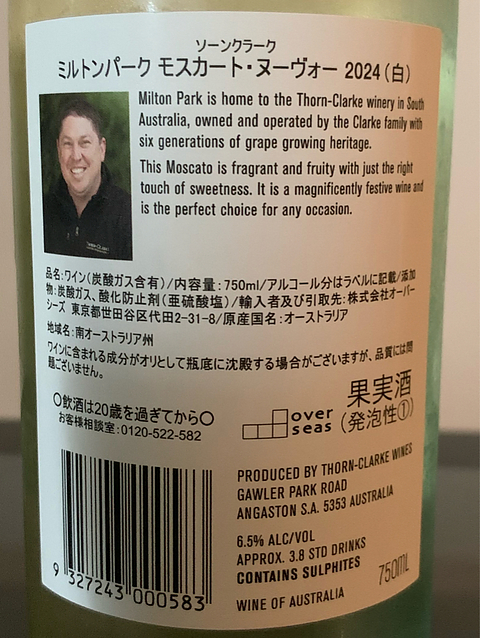 ソーンクラーク
ミルトンパーク モスカート・ヌーヴォー 2024（白）
Milton Park is home to the Thorn-Clarke winery in South
Australia, owned and operated by the Clarke family with
six generations of grape growing heritage.
This Moscato is fragrant and fruity with just the right
touch of sweetness. It is a magnificently festive wine and
is the perfect choice for any occasion.
品名：ワイン（炭酸ガス含有）/内容量：750ml/アルコール分はラベルに記載/添加
物：炭酸ガス、酸化防止剤（亜硫酸塩）/輸入者及び引取先：株式会社オーバー
シーズ 東京都世田谷区代田2-31-8/原産国名：オーストラリア
地域名：南オーストラリア州
ワインに含まれる成分がオリとして瓶底に沈殿する場合がございますが、品質には問
題ございません。
〇飲酒は20歳を過ぎてから〇
お客様相談室：0120-522-582
over
seas
果実酒
（発泡性①）
PRODUCED BY THORN-CLARKE WINES
GAWLER PARK ROAD
ANGASTON S.A. 5353 AUSTRALIA
6.5% ALC/VOL
APPROX. 3.8 STD DRINKS
CONTAINS SULPHITES
750ML
WINE OF AUSTRALIA
9 327243 000583